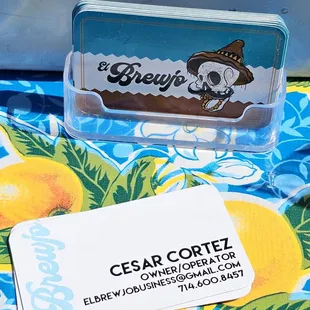 El
Brewjo
Brewjo
CESAR CORTEZ
OWNER/OPERATOR
ELBREWJOBUSINESS@GMAIL.COM
714.600.8457